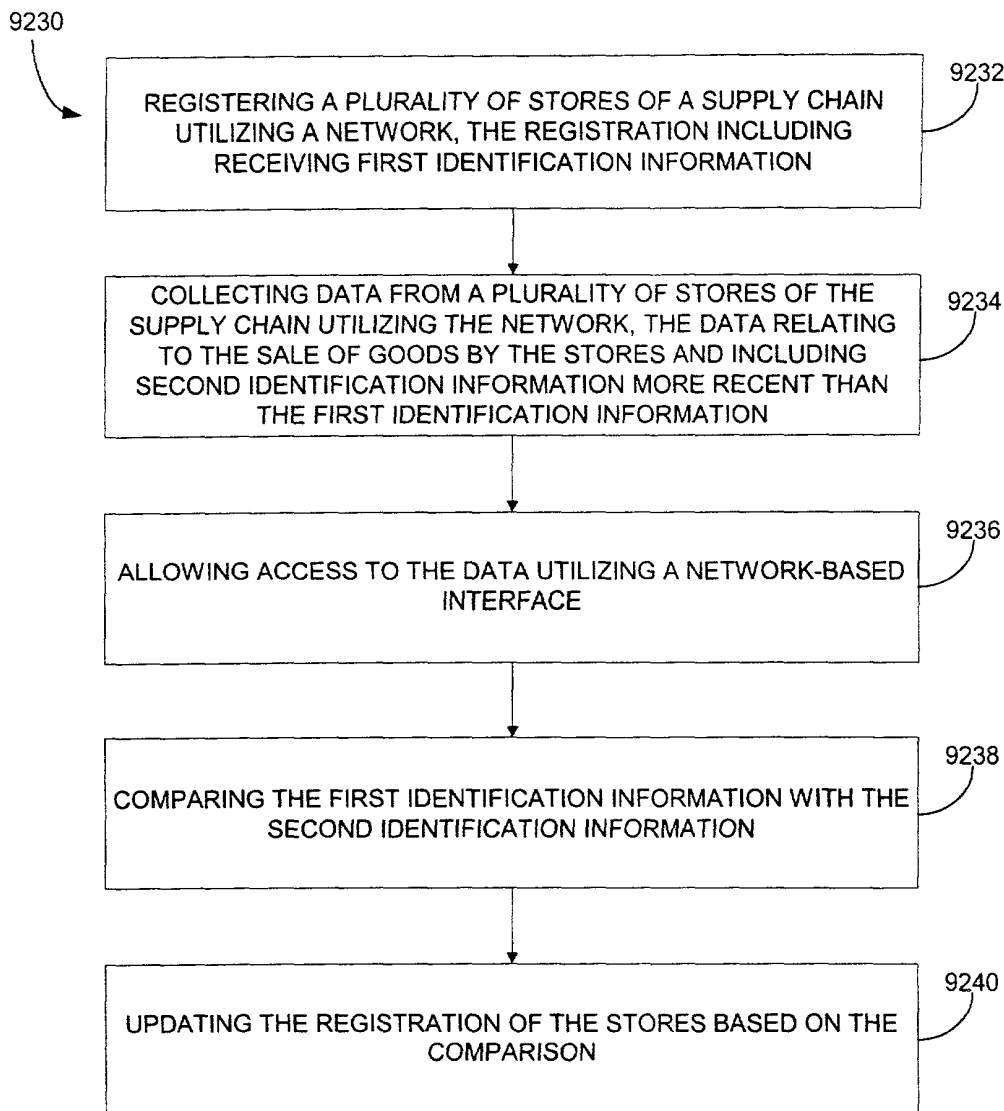 9230
9232
REGISTERING A PLURALITY OF STORES OF A SUPPLY CHAIN
UTILIZING A NETWORK, THE REGISTRATION INCLUDING
RECEIVING FIRST IDENTIFICATION INFORMATION
9234
COLLECTING DATA FROM A PLURALITY OF STORES OF THE
SUPPLY CHAIN UTILIZING THE NETWORK, THE DATA RELATING
TO THE SALE OF GOODS BY THE STORES AND INCLUDING
SECOND IDENTIFICATION INFORMATION MORE RECENT THAN
THE FIRST IDENTIFICATION INFORMATION
9236
ALLOWING ACCESS TO THE DATA UTILIZING A NETWORK-BASED
INTERFACE
9238
COMPARING THE FIRST IDENTIFICATION INFORMATION WITH THE
SECOND IDENTIFICATION INFORMATION
9240
UPDATING THE REGISTRATION OF THE STORES BASED ON THE
COMPARISON